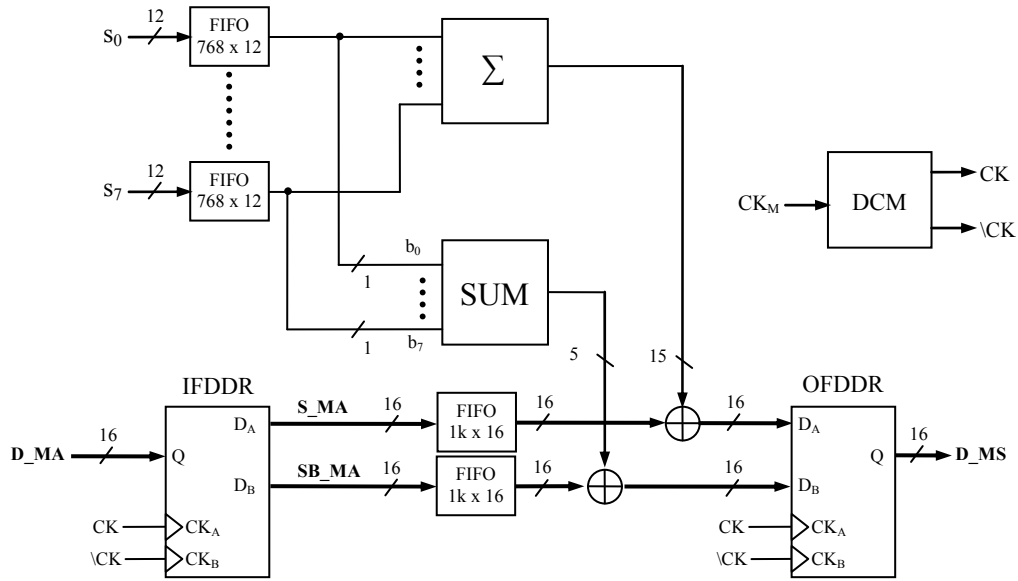 12
S0
FIFO
768 x 12
Σ
12
S7
FIFO
768 x 12
CKM
DCM
CK
\CK
b0
1
SUM
1
b7
5
15
IFDDR
OFDDR
S_MA
16
FIFO
1k x 16
16
16
16
D_MA
DA
Q
DB
SB_MA
16
FIFO
1k x 16
16
16
DA
Q
DB
16
D_MS
CK
CKA
\CK
CKB
CK
CKA
\CK
CKB